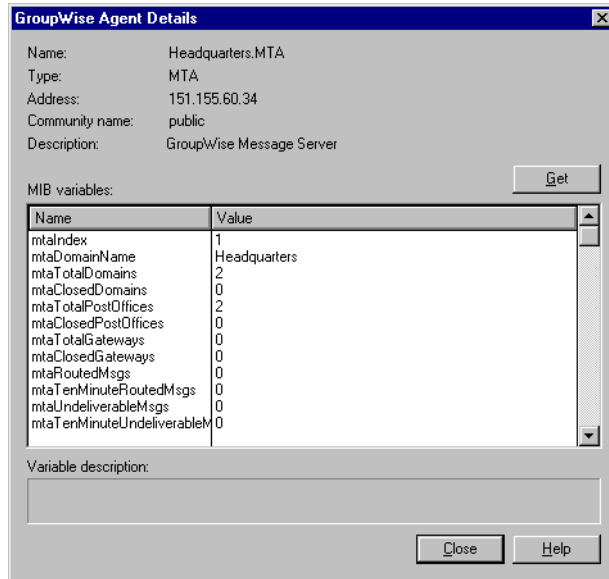 GroupWise Agent Details
Name: Headquarters.MTA
Type: MTA
Address: 151.155.60.34
Community name: public
Description: GroupWise Message Server
Get
MIB variables:
Name Value
mtaIndex 1
mtaDomainName Headquarters
mtaTotalDomains 2
mtaClosedDomains 0
mtaTotalPostOffices 2
mtaClosedPostOffices 0
mtaTotalGateways 0
mtaClosedGateways 0
mtaRoutedMsgs 0
mtaTenMinuteRoutedMsgs 0
mtaUndeliverableMsgs 0
mtaTenMinuteUndeliverableM 0
Variable description:
Close Help